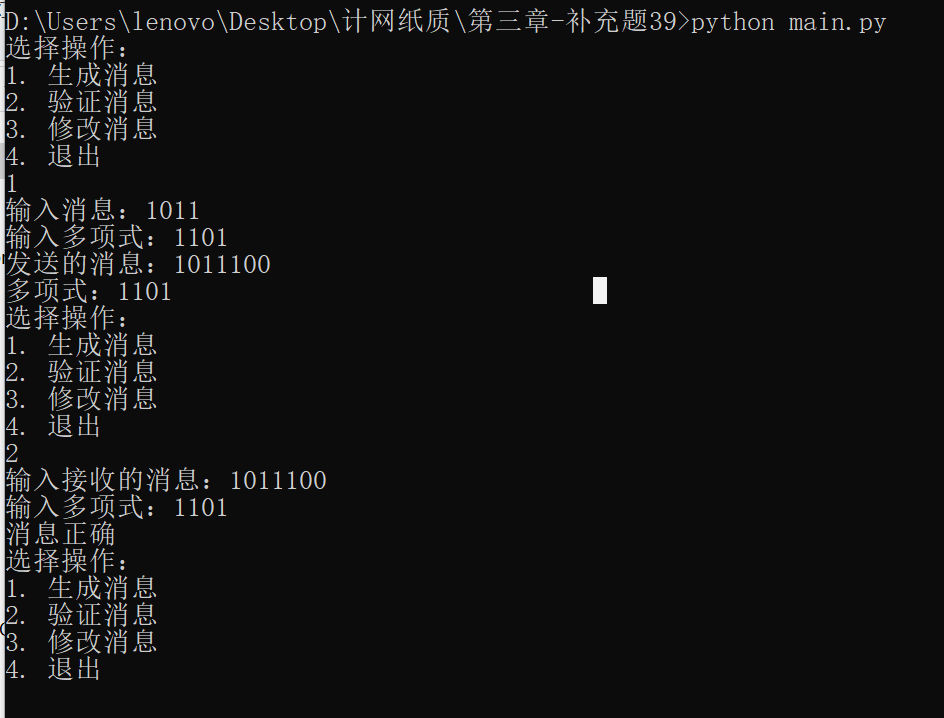 D:\Users\lenovo\Desktop\计网纸质\第三章-补充题39>python main.py
选择操作：
1. 生成消息
2. 验证消息
3. 修改消息
4. 退出
1
输入消息：1011
输入多项式：1101
发送的消息：1011100
多项式：1101
选择操作：
1. 生成消息
2. 验证消息
3. 修改消息
4. 退出
2
输入接收的消息：1011100
输入多项式：1101
消息正确
选择操作：
1. 生成消息
2. 验证消息
3. 修改消息
4. 退出